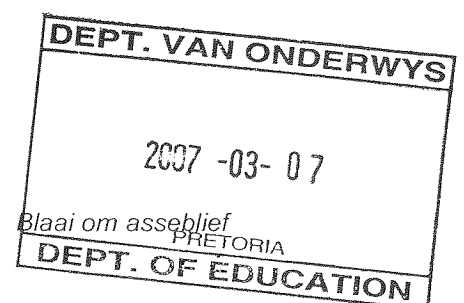 DEPT. VAN ONDERWYS
2007 -03- 07
Blaai om asseblief
PRETORIA
DEPT. OF EDUCATION